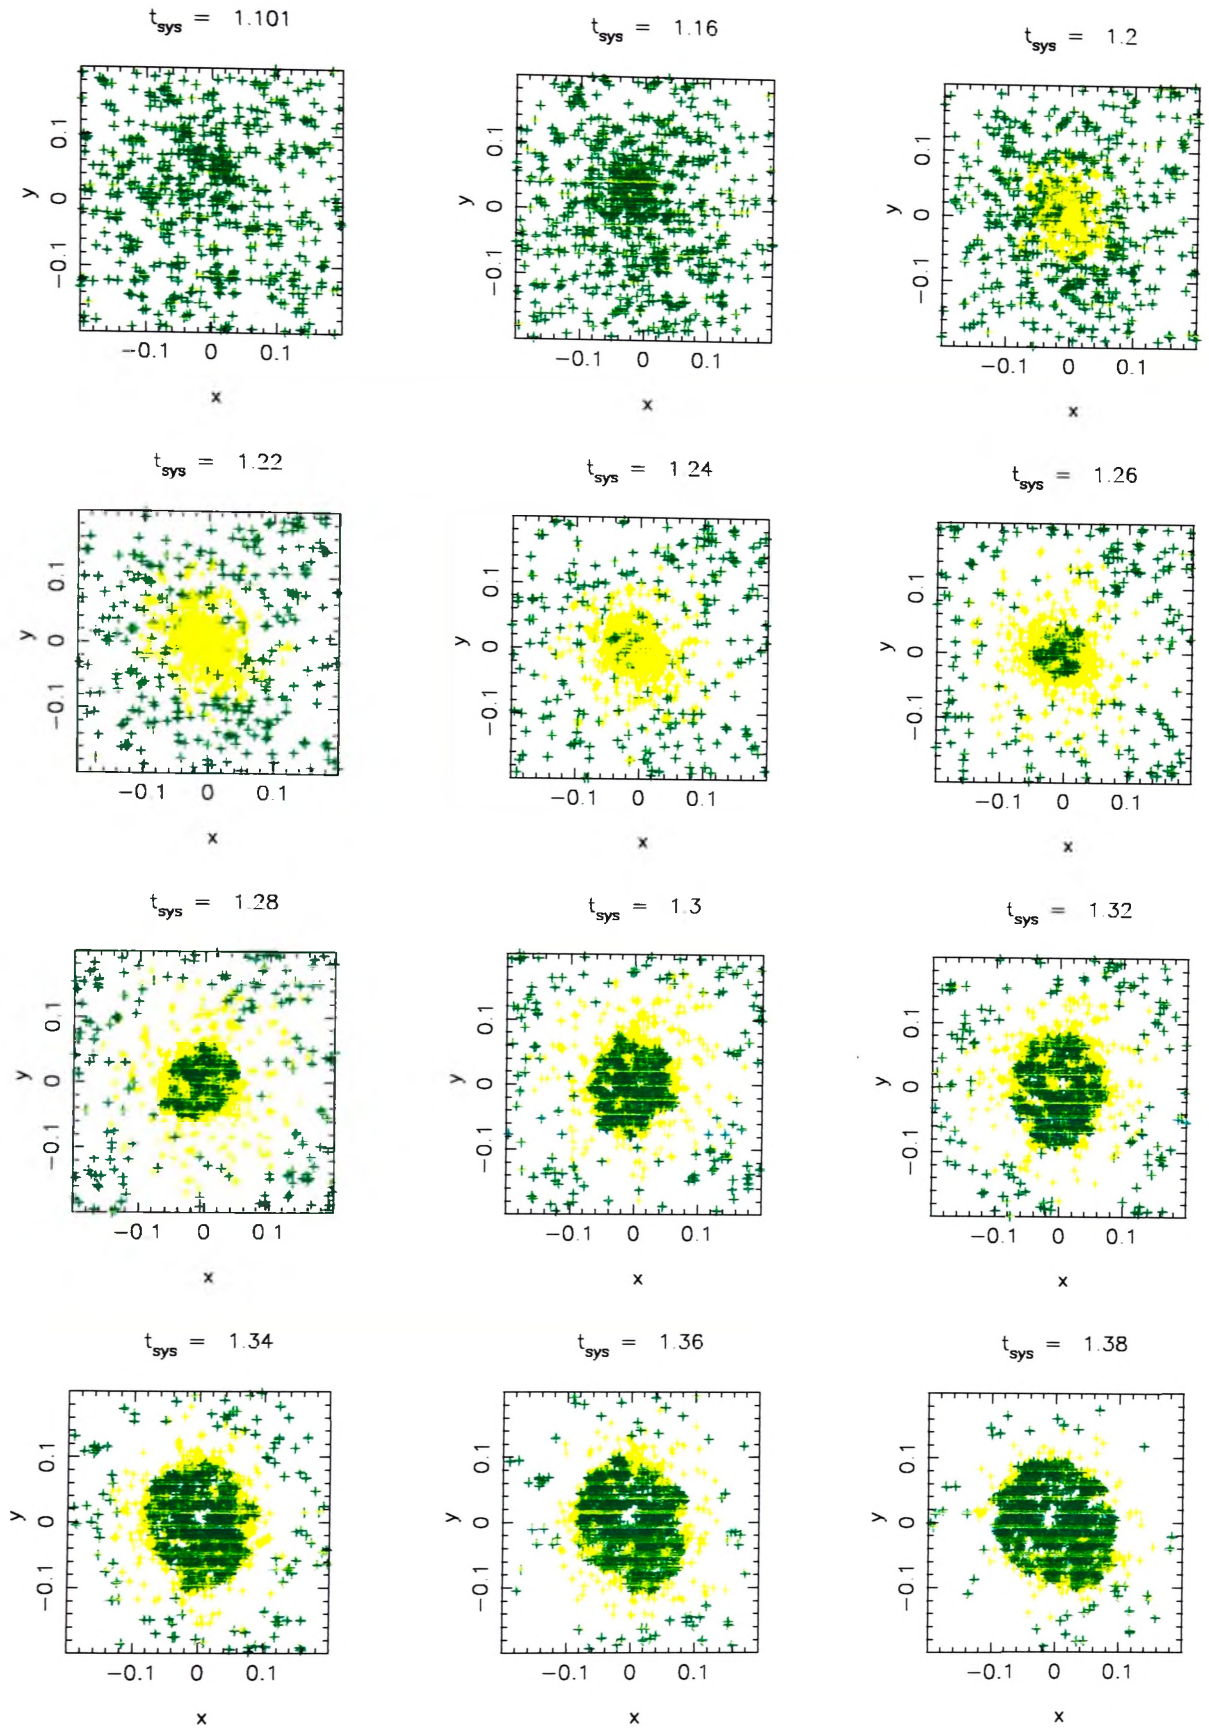 t_sys = 1.101
t_sys = 1.16
t_sys = 1.2
y
0.1
0
−0.1
−0.1 0 0.1
x
y
0.1
0
−0.1
−0.1 0 0.1
x
y
0.1
0
−0.1
−0.1 0 0.1
x
t_sys = 1.22
t_sys = 1.24
t_sys = 1.26
y
0.1
0
−0.1
−0.1 0 0.1
x
y
0.1
0
−0.1
−0.1 0 0.1
x
y
0.1
0
−0.1
−0.1 0 0.1
x
t_sys = 1.28
t_sys = 1.3
t_sys = 1.32
y
0.1
0
−0.1
−0.1 0 0.1
x
y
0.1
0
−0.1
−0.1 0 0.1
x
y
0.1
0
−0.1
−0.1 0 0.1
x
t_sys = 1.34
t_sys = 1.36
t_sys = 1.38
y
0.1
0
−0.1
−0.1 0 0.1
x
y
0.1
0
−0.1
−0.1 0 0.1
x
y
0.1
0
−0.1
−0.1 0 0.1
x